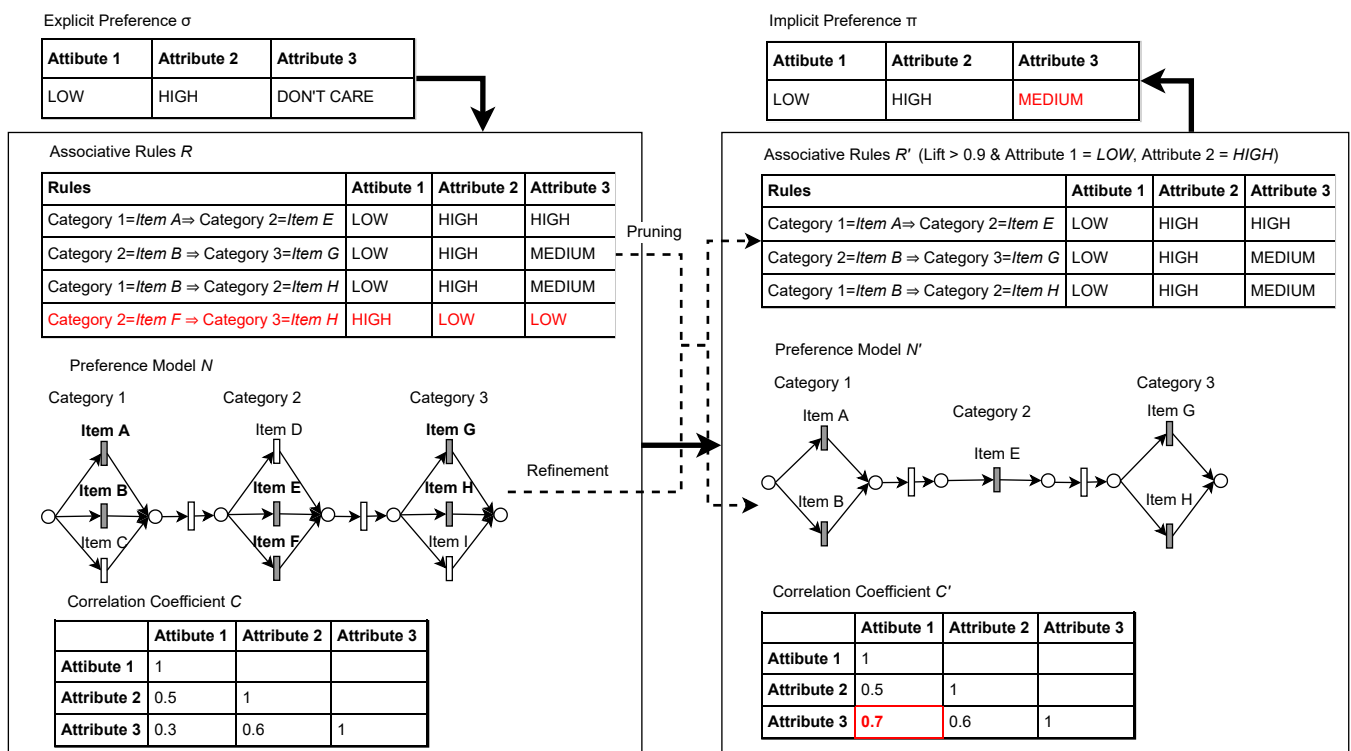 Explicit Preference σ
Attibute 1 Attribute 2 Attribute 3
LOW HIGH DON'T CARE
Associative Rules R
Rules Attibute 1 Attribute 2 Attribute 3
Category 1=Item A⇒ Category 2=Item E LOW HIGH HIGH
Category 2=Item B ⇒ Category 3=Item G LOW HIGH MEDIUM
Category 1=Item B ⇒ Category 2=Item H LOW HIGH MEDIUM
Category 2=Item F ⇒ Category 3=Item H HIGH LOW LOW
Preference Model N
Category 1 Category 2 Category 3
Item A Item D Item G
Item B Item E Item H
Item C Item F Item I
Correlation Coefficient C
Attibute 1 Attribute 2 Attribute 3
Attibute 1 1
Attribute 2 0.5 1
Attribute 3 0.3 0.6 1
Pruning
Refinement
Implicit Preference π
Attibute 1 Attribute 2 Attribute 3
LOW HIGH MEDIUM
Associative Rules R' (Lift > 0.9 & Attribute 1 = LOW, Attribute 2 = HIGH)
Rules Attibute 1 Attribute 2 Attribute 3
Category 1=Item A⇒ Category 2=Item E LOW HIGH HIGH
Category 2=Item B ⇒ Category 3=Item G LOW HIGH MEDIUM
Category 1=Item B ⇒ Category 2=Item H LOW HIGH MEDIUM
Preference Model N'
Category 1 Category 2 Category 3
Item A Item E Item G
Item B Item H
Correlation Coefficient C'
Attibute 1 Attribute 2 Attribute 3
Attibute 1 1
Attribute 2 0.5 1
Attribute 3 0.7 0.6 1